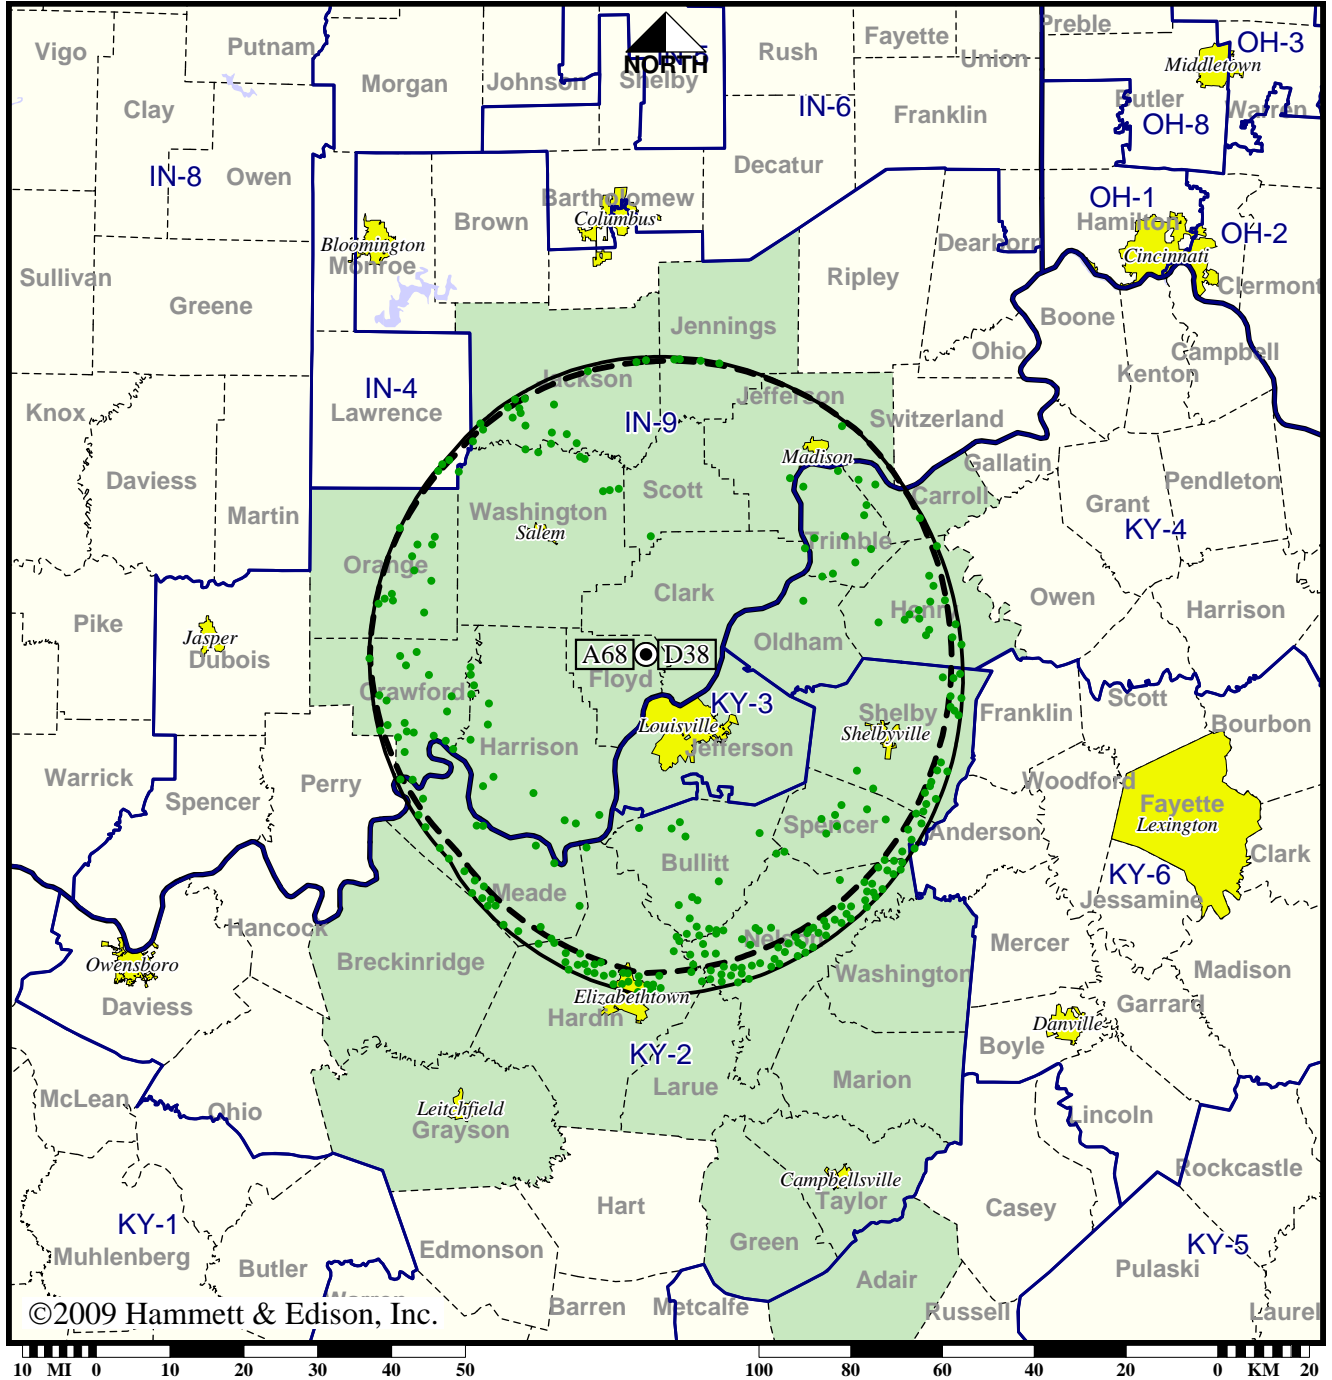 Vigo
Putnam
Morgan
Johnson
IN-5
NORTH
Shelby
Rush
Fayette
Union
Preble
OH-3
Middletown
Clay
IN-6
Franklin
Butler
Warren
OH-8
IN-8
Owen
Decatur
Brown
Bartholomew
Columbus
OH-1
Hamilton
OH-2
Bloomington
Monroe
Dearborn
Cincinnati
Sullivan
Greene
Ripley
Clermont
Jennings
Boone
Ohio
Campbell
Kenton
Knox
IN-4
Lawrence
Jackson
IN-9
Jefferson
Switzerland
Madison
Gallatin
Daviess
Scott
Carroll
Grant
Pendleton
Martin
Washington
Salem
Trimble
KY-4
Orange
Clark
Henry
Owen
Harrison
Pike
Jasper
Dubois
Oldham
A68
D38
Floyd
Crawford
KY-3
Louisville
Jefferson
Shelby
Shelbyville
Franklin
Scott
Bourbon
Harrison
Warrick
Spencer
Perry
Woodford
Fayette
Lexington
Spencer
Anderson
Bullitt
Clark
KY-6
Meade
Jessamine
Hancock
Nelson
Mercer
Owensboro
Breckinridge
Washington
Madison
Daviess
Elizabethtown
Hardin
Garrard
Danville
Boyle
KY-2
Larue
Marion
McLean
Ohio
Leitchfield
Grayson
Lincoln
Rockcastle
Campbellsville
Taylor
Hart
Casey
KY-1
Muhlenberg
Edmonson
Green
KY-5
Butler
Adair
Pulaski
Warren
Barren
Metcalfe
Russell
Laurel
©2009 Hammett & Edison, Inc.
10 MI 0 10 20 30 40 50 100 80 60 40 20 0 KM 20